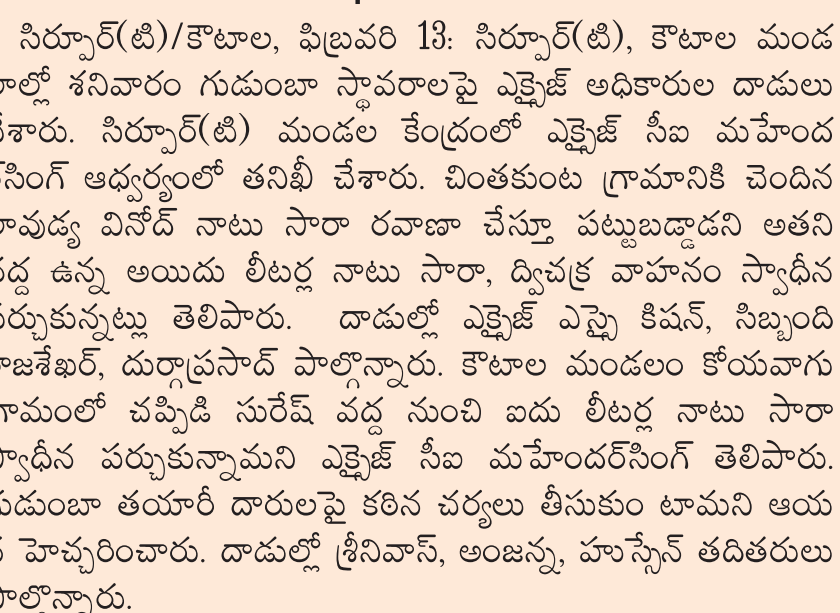 సిర్పూర్(టి)/కౌటాల, ఫిబ్రవరి 13: సిర్పూర్(టి), కౌటాల మండ
ాల్లో శనివారం గుడుంబా స్థావరాలపై ఎక్సైజ్ అధికారుల దాడులు
చేశారు. సిర్పూర్(టి) మండల కేంద్రంలో ఎక్సైజ్ సీఐ మహేంద
ర్‌సింగ్ ఆధ్వర్యంలో తనిఖీ చేశారు. చింతకుంట గ్రామానికి చెందిన
వినోద్ నాటు సారా రవాణా చేస్తూ పట్టుబడ్డాడని అతని
వద్ద ఉన్న అయిదు లీటర్ల నాటు సారా, ద్విచక్ర వాహనం స్వాధీన
పర్చుకున్నట్లు తెలిపారు. దాడుల్లో ఎక్సైజ్ ఎస్సై కిషన్, సిబ్బంది
రాజశేఖర్, దుర్గాప్రసాద్ పాల్గొన్నారు. కౌటాల మండలం కోయవాగు
గ్రామంలో చప్పిడి సురేష్ వద్ద నుంచి ఐదు లీటర్ల నాటు సారా
స్వాధీన పర్చుకున్నామని ఎక్సైజ్ సీఐ మహేందర్‌సింగ్ తెలిపారు.
గుడుంబా తయారీ దారులపై కఠిన చర్యలు తీసుకుం టామని ఆయ
న హెచ్చరించారు. దాడుల్లో శ్రీనివాస్, అంజన్న, హుస్సేన్ తదితరులు
పాల్గొన్నారు.